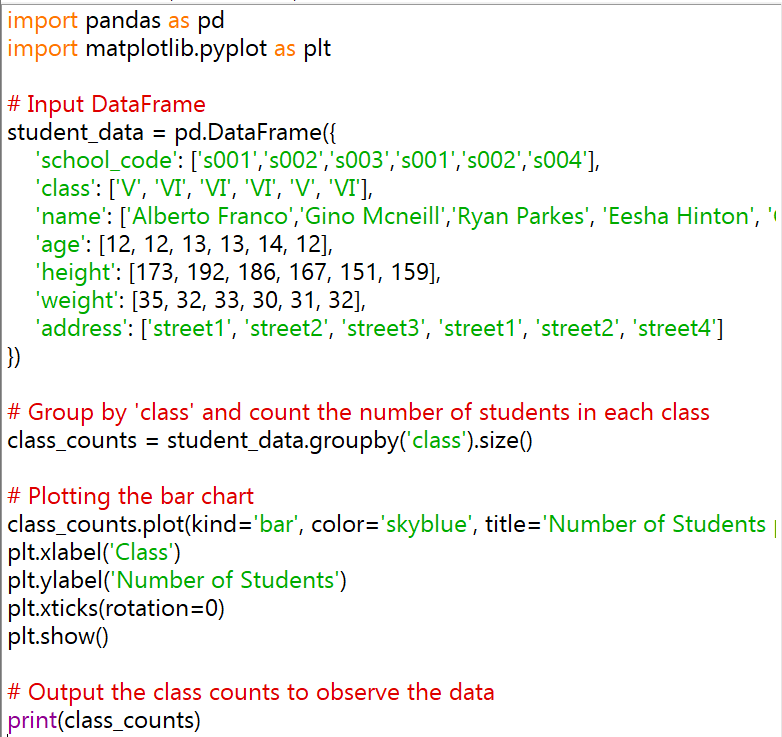 import pandas as pd
import matplotlib.pyplot as plt
# Input DataFrame
student_data = pd.DataFrame({
'school_code': ['s001','s002','s003','s001','s002','s004'],
'class': ['V', 'VI', 'VI', 'VI', 'V', 'VI'],
'name': ['Alberto Franco','Gino Mcneill','Ryan Parkes', 'Eesha Hinton', '
'age': [12, 12, 13, 13, 14, 12],
'height': [173, 192, 186, 167, 151, 159],
'weight': [35, 32, 33, 30, 31, 32],
'address': ['street1', 'street2', 'street3', 'street1', 'street2', 'street4']
})
# Group by 'class' and count the number of students in each class
class_counts = student_data.groupby('class').size()
# Plotting the bar chart
class_counts.plot(kind='bar', color='skyblue', title='Number of Students
plt.xlabel('Class')
plt.ylabel('Number of Students')
plt.xticks(rotation=0)
plt.show()
# Output the class counts to observe the data
print(class_counts)